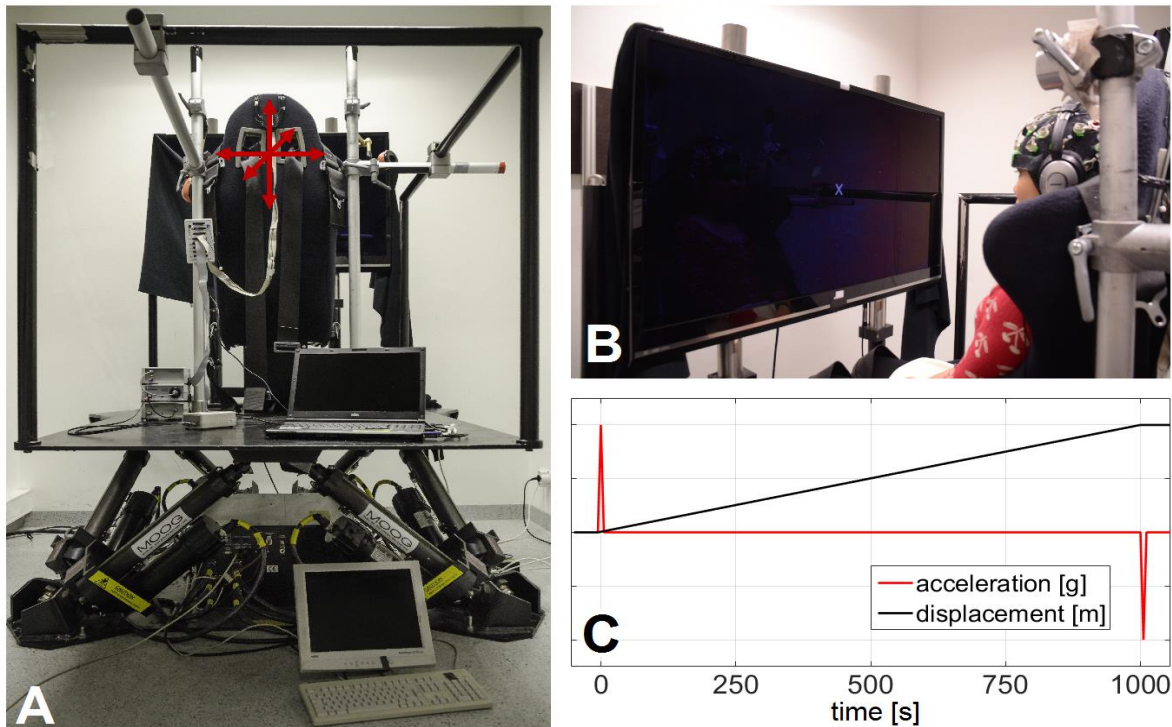 MOOG
MOOG
A
X
B
acceleration [g]
displacement [m]
C
0
250
500
750
1000
time [s]